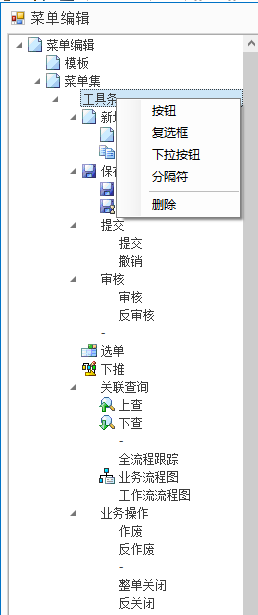 菜单编辑
菜单编辑
模板
菜单集
工具条
按钮
复选框
下拉按钮
分隔符
删除
新增
保存
提交
提交
撤销
审核
审核
反审核
-
选单
下推
关联查询
上查
下查
-
全流程跟踪
业务流程图
工作流流程图
业务操作
作废
反作废
-
整单关闭
反关闭